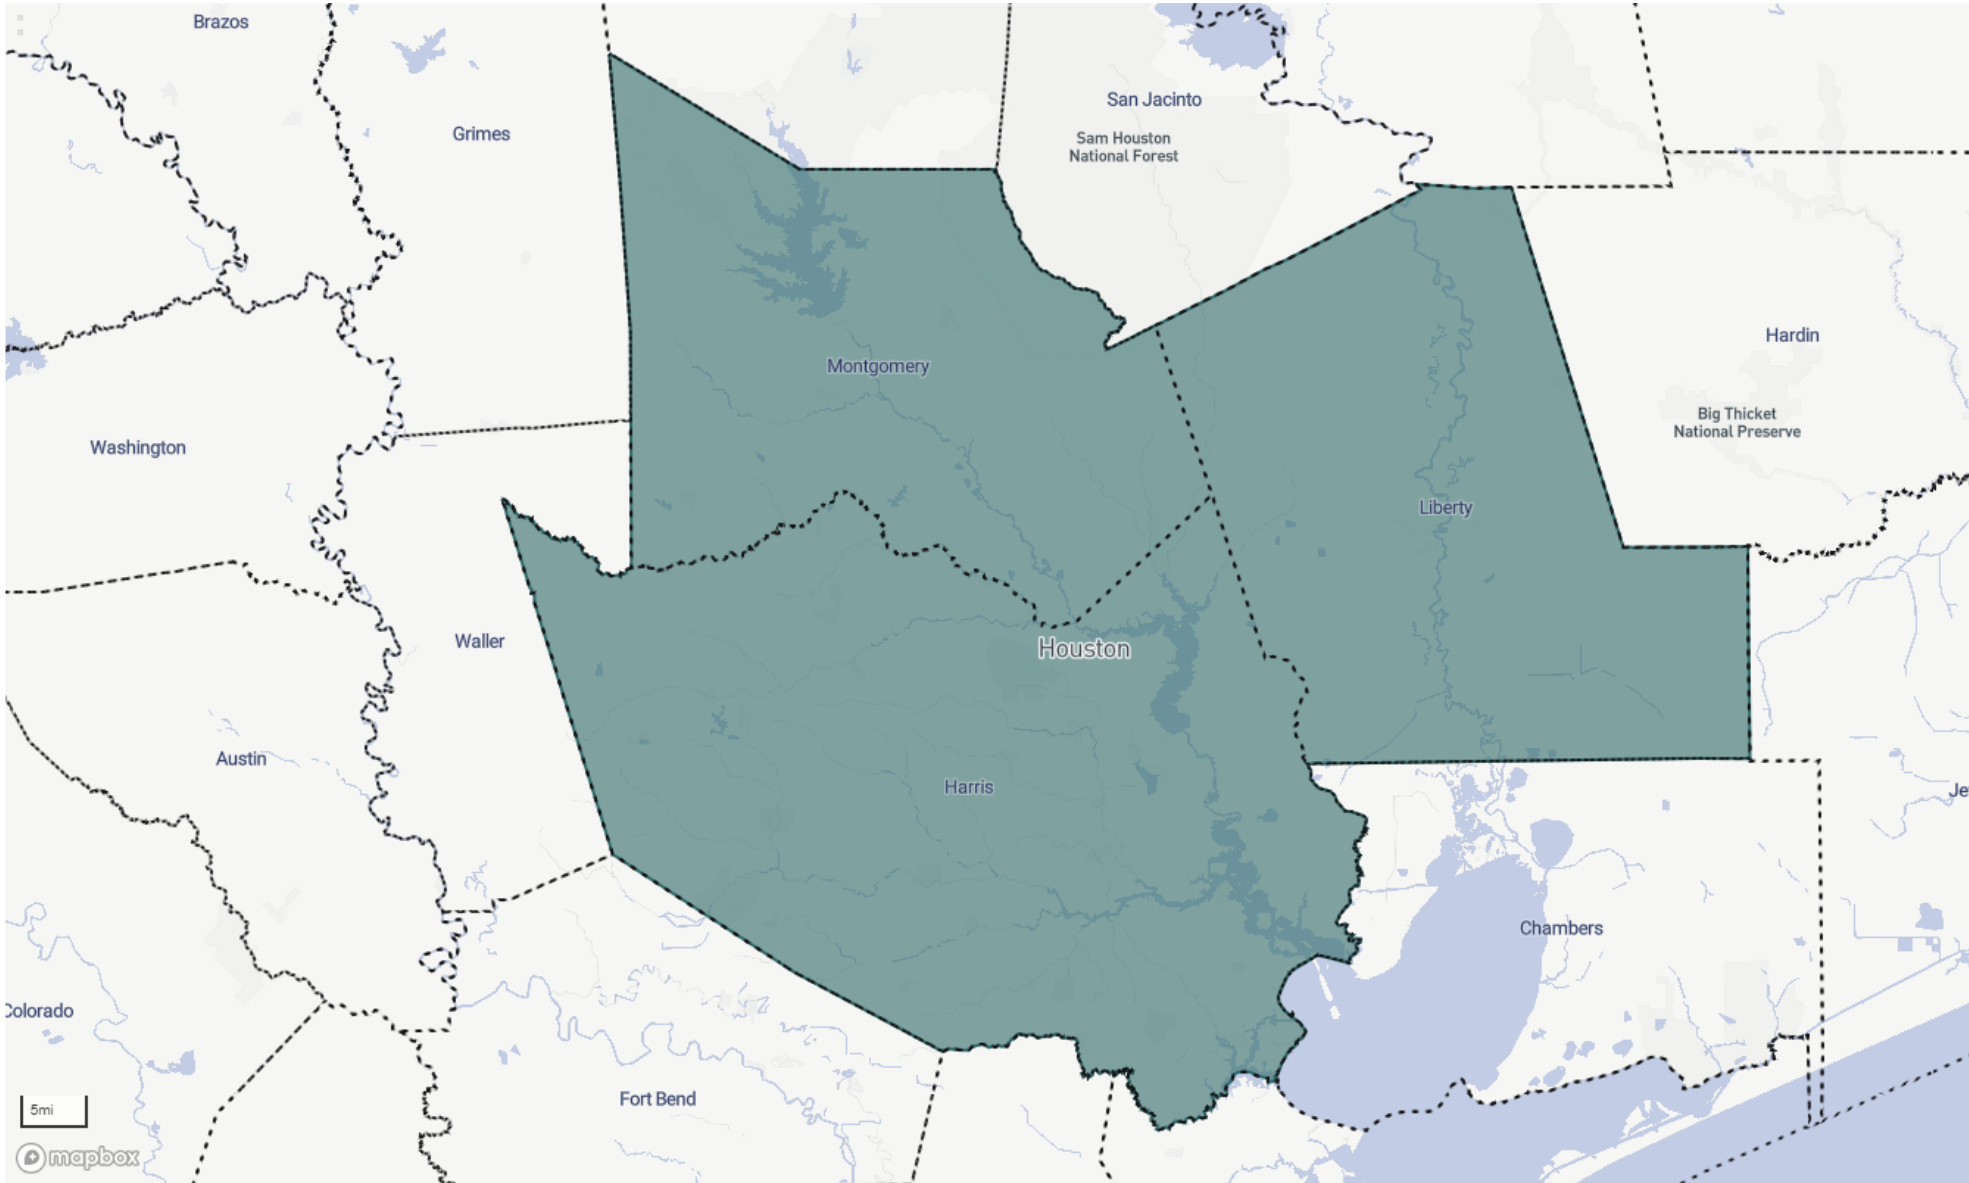 Brazos
San Jacinto
Grimes
Sam Houston
National Forest
Hardin
Montgomery
Big Thicket
National Preserve
Washington
Liberty
Waller
Houston
Austin
Harris
Je
Chambers
Colorado
Fort Bend
5mi
mapbox